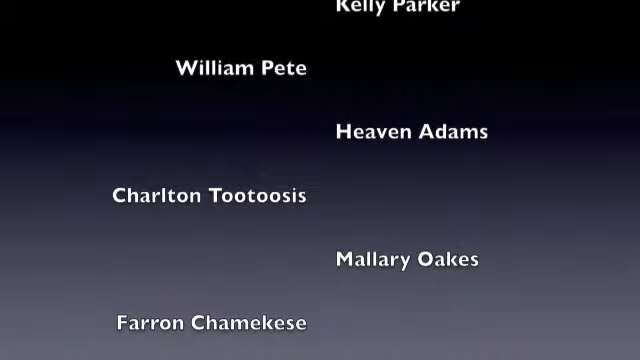 Kelly Parker
William Pete
Heaven Adams
Charlton Tootoosis
Mallary Oakes
Farron Chamekese